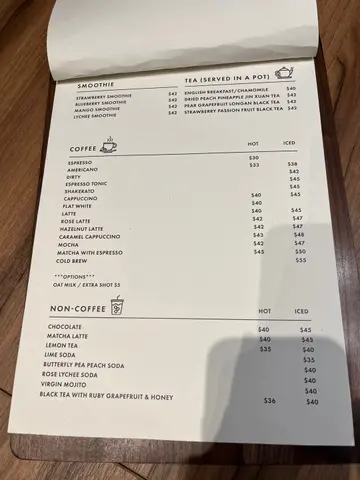 SMOOTHIE
STRAWBERRY SMOOTHIE $42
BLUEBERRY SMOOTHIE $42
MANGO SMOOTHIE $42
LYCHEE SMOOTHIE $42
TEA (SERVED IN A POT)
ENGLISH BREAKFAST/CHAMOMILE $40
DRIED PEACH PINEAPPLE JIN XUAN TEA $42
PEAR GRAPEFRUIT LONGAN BLACK TEA $42
STRAWBERRY PASSION FRUIT BLACK TEA $42
COFFEE HOT ICED
ESPRESSO $30
AMERICANO $33 $38
DIRTY $42
ESPRESSO TONIC $45
SHAKERATO $45
CAPPUCCINO $40 $45
FLAT WHITE $40
LATTE $40 $45
ROSE LATTE $42 $47
HAZELNUT LATTE $42 $47
CARAMEL CAPPUCCINO $43 $48
MOCHA $42 $47
MATCHA WITH ESPRESSO $45 $50
COLD BREW $55
***OPTIONS***
OAT MILK / EXTRA SHOT $5
NON-COFFEE HOT ICED
CHOCOLATE $40 $45
MATCHA LATTE $40 $45
LEMON TEA $35 $40
LIME SODA $35
BUTTERFLY PEA PEACH SODA $40
ROSE LYCHEE SODA $40
VIRGIN MOJITO $40
BLACK TEA WITH RUBY GRAPEFRUIT & HONEY $36 $40